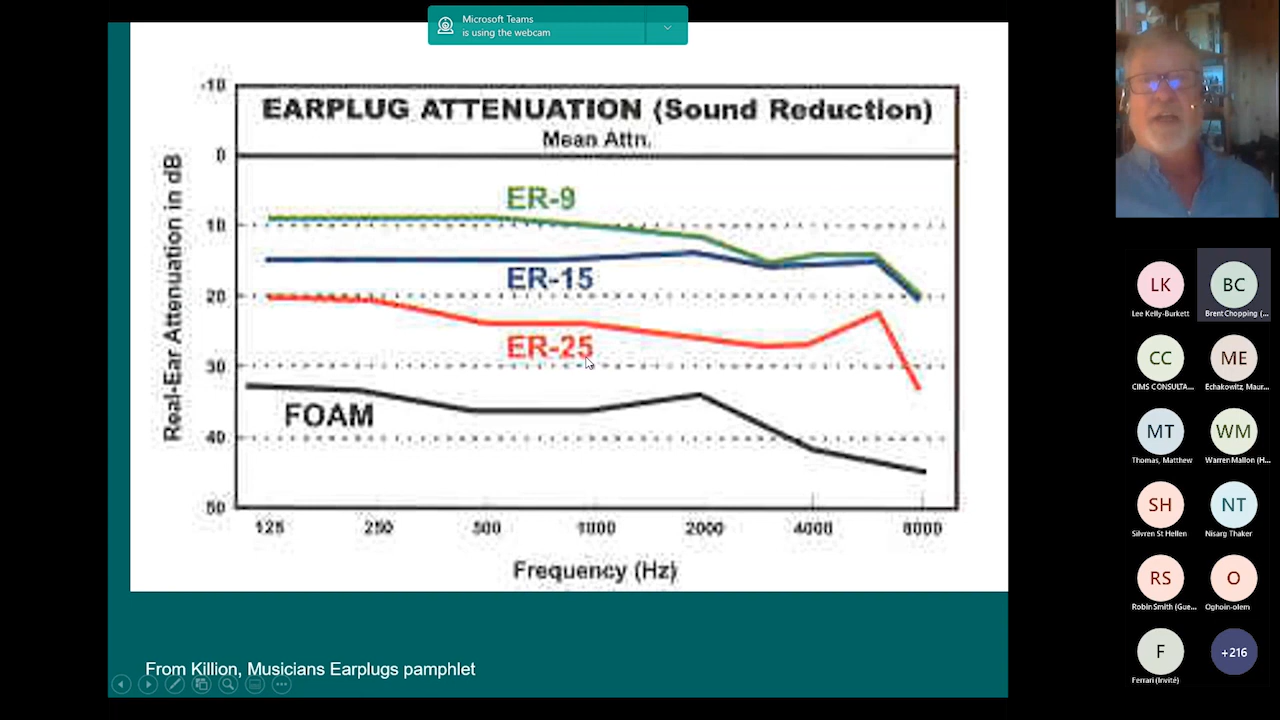 Microsoft Teams
is using the webcam
EARPLUG ATTENUATION (Sound Reduction)
Mean Attn.
Real-Ear Attenuation in dB
-10
0
10
20
30
40
50
ER-9
ER-15
ER-25
FOAM
125
250
500
1000
2000
4000
8000
Frequency (Hz)
From Killion, Musicians Earplugs pamphlet
LK
Lee Kelly-Burkett
BC
Brent Chopping (...
CC
CIMS CONSULTA...
ME
Echakowitz, Maur...
MT
Thomas, Matthew
WM
Warren Mallon (H...
SH
Silvren St Hellen
NT
Nisarg Thaker
RS
Robin Smith (Gue...
O
Oghoin-olem
F
Ferrari (Invité)
+216